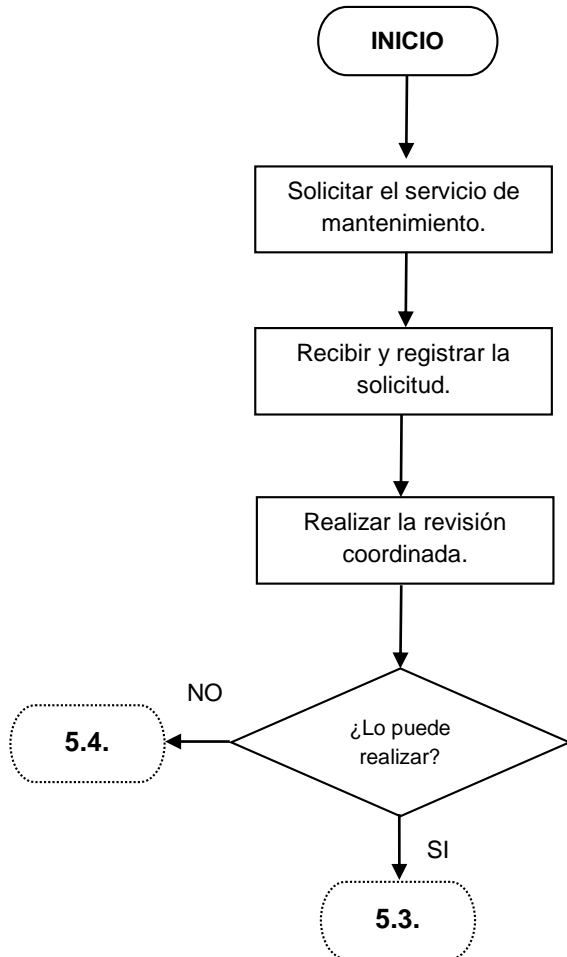 INICIO
Solicitar el servicio de
mantenimiento.
Recibir y registrar la
solicitud.
Realizar la revisión
coordinada.
NO
¿Lo puede
realizar?
5.4.
SI
5.3.